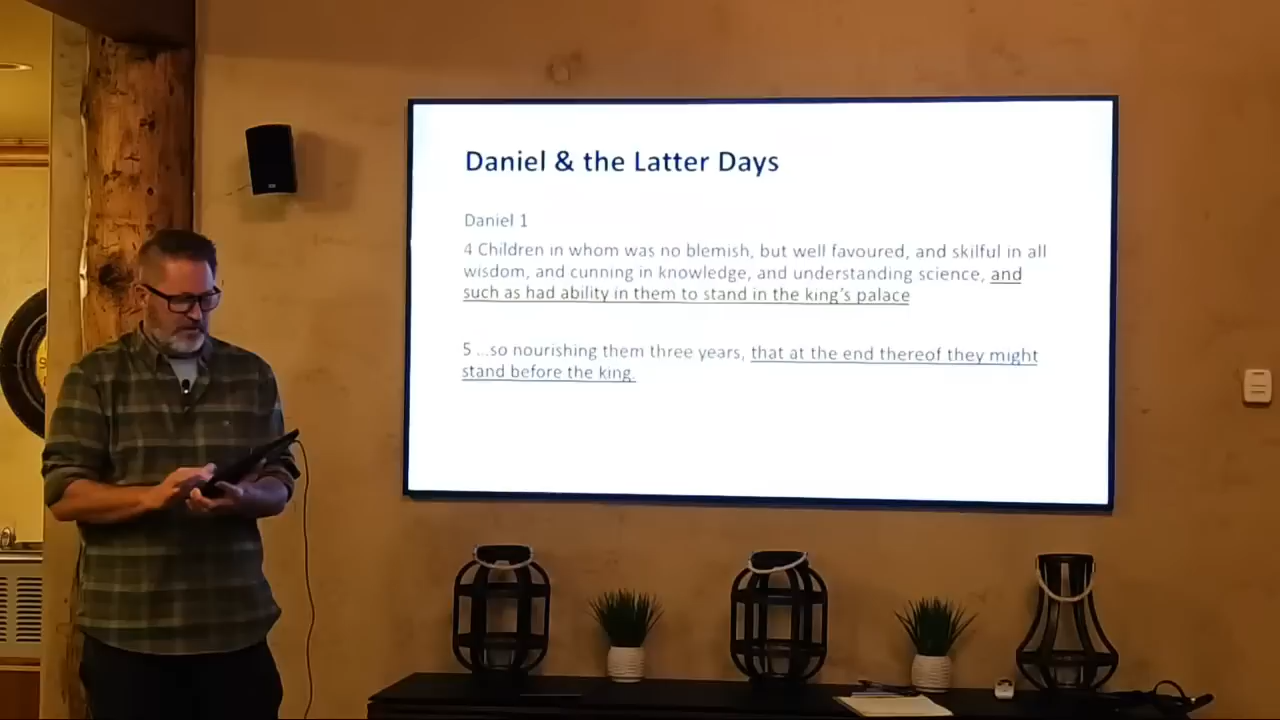 Daniel & the Latter Days
Daniel 1
4 Children in whom was no blemish, but well favoured, and skilful in all
wisdom, and cunning in knowledge, and understanding science, and
such as had ability in them to stand in the king's palace
5 ...so nourishing them three years, that at the end thereof they might
stand before the king.